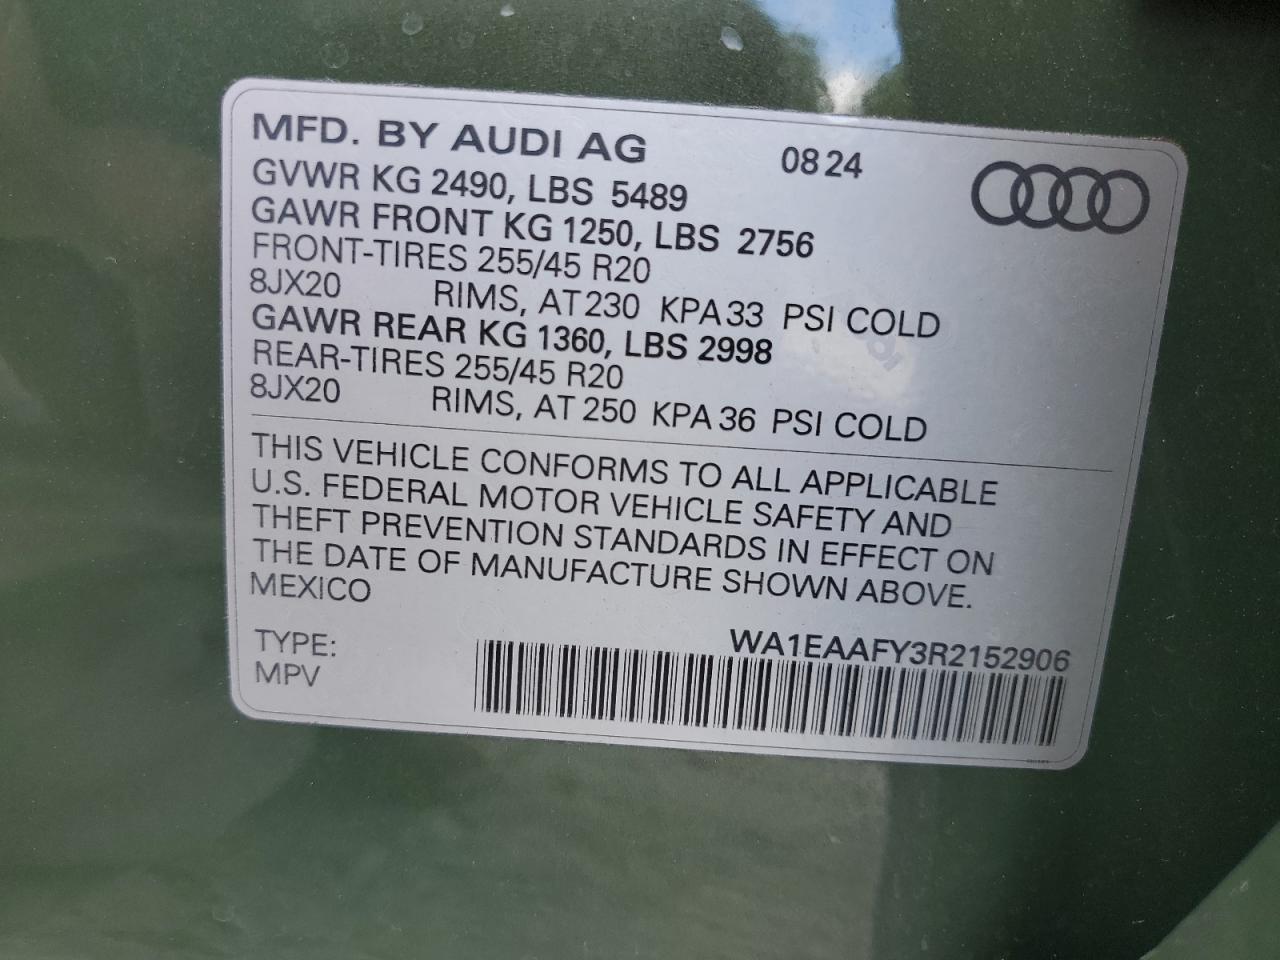 MFD. BY AUDI AG 08 24
GVWR KG 2490, LBS 5489
GAWR FRONT KG 1250, LBS 2756
FRONT-TIRES 255/45 R20
8JX20 RIMS, AT 230 KPA 33 PSI COLD
GAWR REAR KG 1360, LBS 2998
REAR-TIRES 255/45 R20
8JX20 RIMS, AT 250 KPA 36 PSI COLD
THIS VEHICLE CONFORMS TO ALL APPLICABLE
U.S. FEDERAL MOTOR VEHICLE SAFETY AND
THEFT PREVENTION STANDARDS IN EFFECT ON
THE DATE OF MANUFACTURE SHOWN ABOVE.
MEXICO
WA1EAAFY3R2152906
TYPE:
MPV